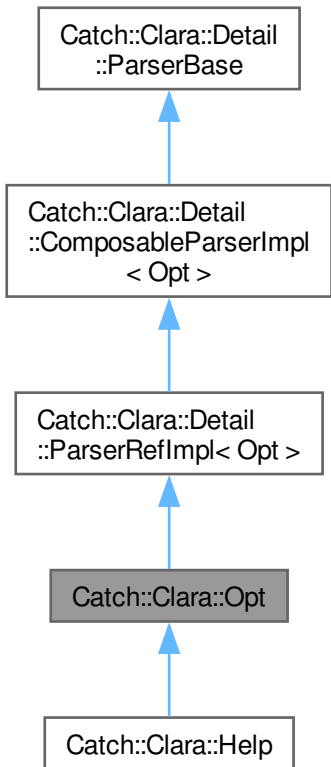 Catch::Clara::Detail
::ParserBase
Catch::Clara::Detail
::ComposableParserImpl
< Opt >
Catch::Clara::Detail
::ParserRefImpl< Opt >
Catch::Clara::Opt
Catch::Clara::Help